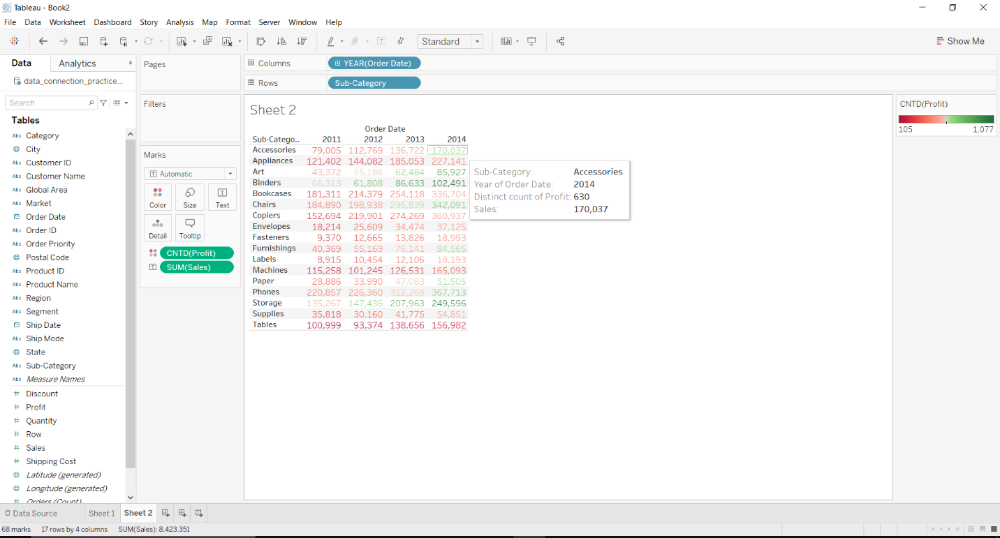 Tableau - Book2
File Data Worksheet Dashboard Story Analysis Map Format Server Window Help
Standard
Show Me
Data Analytics
data_connection_practice...
Search
Tables
Abc Category
City
Abc Customer ID
Abc Customer Name
Abc Global Area
Abc Market
Order Date
Abc Order ID
Abc Order Priority
Postal Code
Abc Product ID
Abc Product Name
Abc Region
Abc Segment
Ship Date
Abc Ship Mode
State
Abc Sub-Category
Abc Measure Names
# Discount
# Profit
# Quantity
# Row
# Sales
# Shipping Cost
Latitude (generated)
Longitude (generated)
# Orders (Count)
Pages
Filters
Marks
Automatic
Color Size Text
Detail Tooltip
CNTD(Profit)
SUM(Sales)
Columns YEAR(Order Date)
Rows Sub-Category
Sheet 2
Order Date
Sub-Catego.. 2011 2012 2013 2014
Accessories 79,005 112,769 136,722 170,037
Appliances 121,402 144,082 185,053 227,141
Art 43,372 55,186 62,484 85,927
Binders 66,313 61,808 86,633 102,491
Bookcases 181,311 214,379 254,118 336,704
Chairs 184,890 198,938 296,839 342,091
Copiers 152,694 219,901 274,269 360,937
Envelopes 18,214 25,609 34,474 37,125
Fasteners 9,370 12,665 13,826 18,993
Furnishings 40,369 55,169 76,141 84,565
Labels 8,915 10,454 12,106 18,193
Machines 115,258 101,245 126,531 165,093
Paper 28,886 33,990 47,083 51,505
Phones 220,857 226,360 312,268 367,713
Storage 135,267 147,436 207,963 249,596
Supplies 35,818 30,160 41,775 54,851
Tables 100,999 93,374 138,656 156,982
Sub-Category: Accessories
Year of Order Date: 2014
Distinct count of Profit: 630
Sales: 170,037
CNTD(Profit)
105 1,077
Data Source Sheet 1 Sheet 2
68 marks 17 rows by 4 columns SUM(Sales): 8,423,351